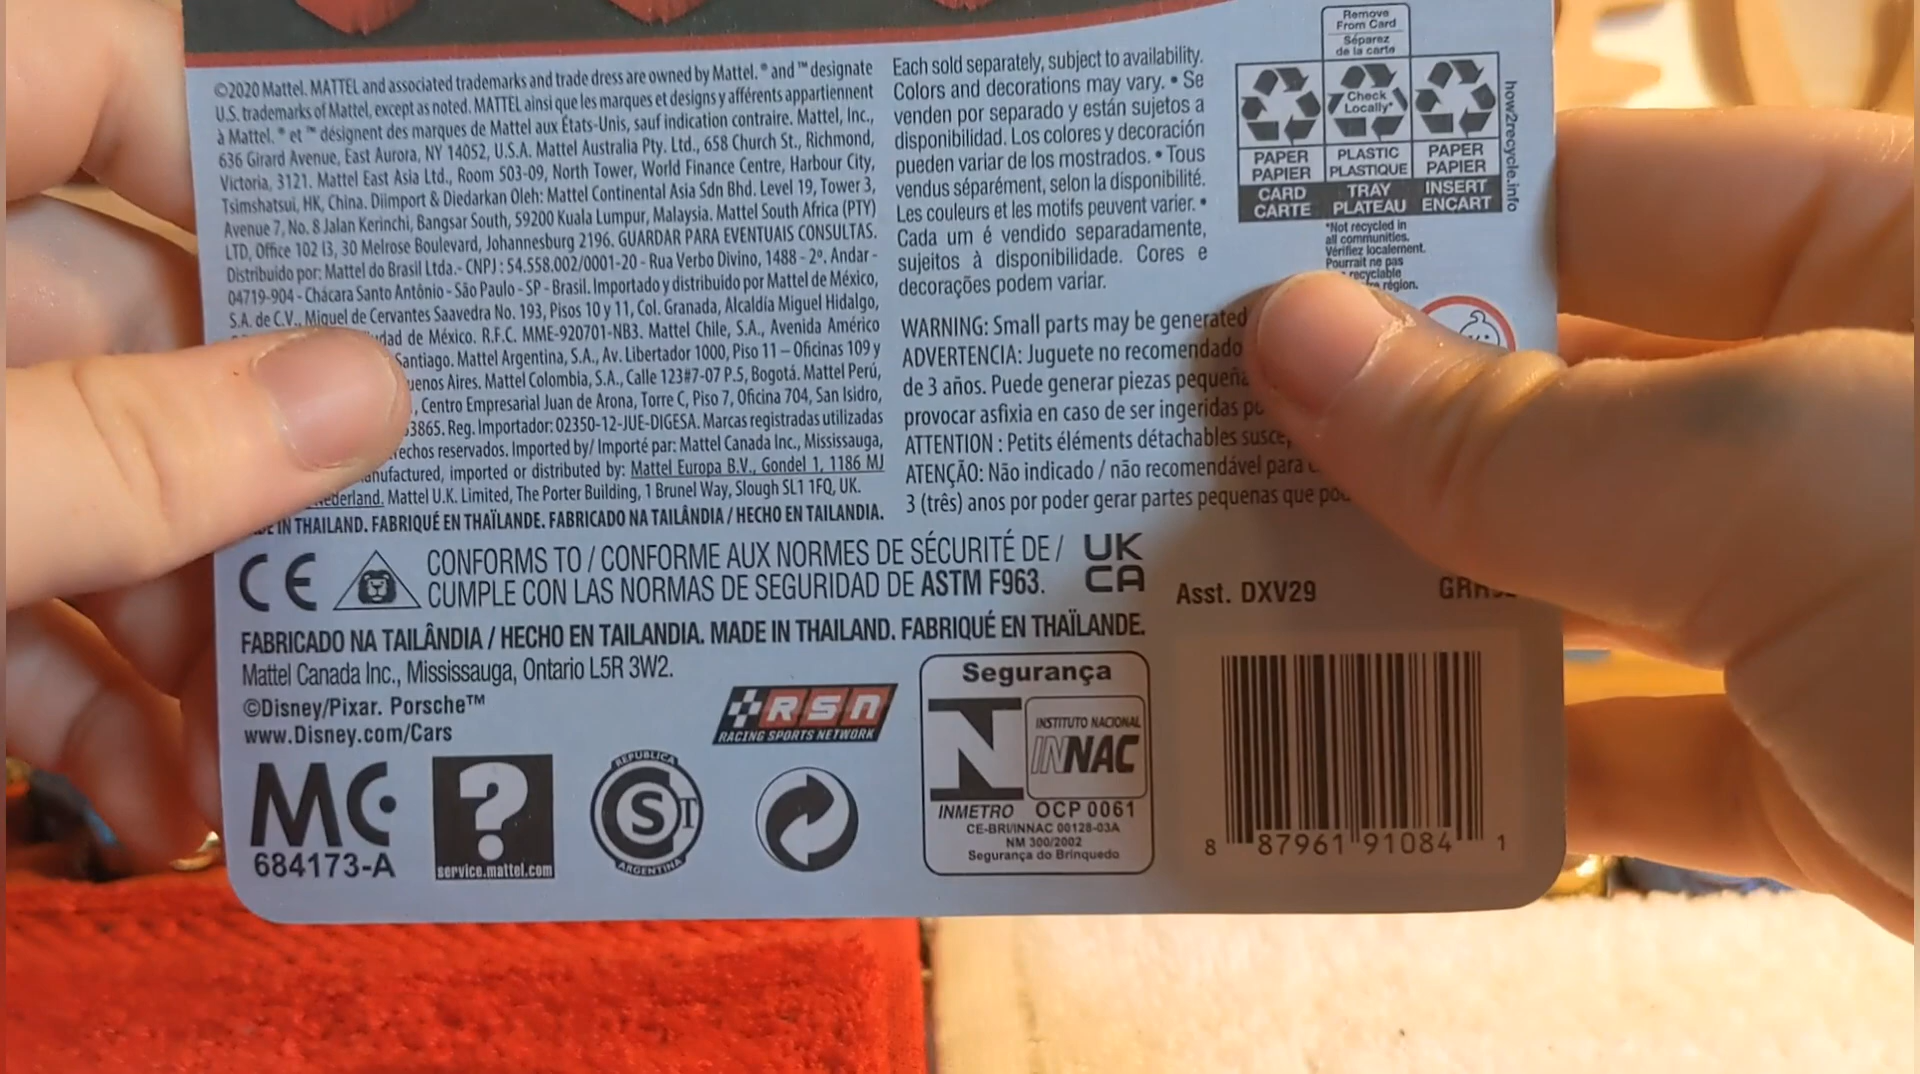 ©2020 Mattel. MATTEL and associated trademarks and trade dress are owned by Mattel. ® and ™ designate
U.S. trademarks of Mattel, except as noted. MATTEL ainsi que les marques et designs y afférents appartiennent
à Mattel. ® et ™ désignent des marques de Mattel aux États-Unis, sauf indication contraire. Mattel, Inc.,
636 Girard Avenue, East Aurora, NY 14052, U.S.A. Mattel Australia Pty. Ltd., 658 Church St., Richmond,
Victoria, 3121. Mattel East Asia Ltd., Room 503-09, North Tower, World Finance Centre, Harbour City,
Tsimshatsui, HK, China. Diimport & Diedarkan Oleh: Mattel Continental Asia Sdn Bhd. Level 19, Tower 3,
Avenue 7, No. 8 Jalan Kerinchi, Bangsar South, 59200 Kuala Lumpur, Malaysia. Mattel South Africa (PTY)
LTD, Office 102 I3, 30 Melrose Boulevard, Johannesburg 2196. GUARDAR PARA EVENTUAIS CONSULTAS.
Distribuido por: Mattel do Brasil Ltda.- CNPJ : 54.558.002/0001-20 - Rua Verbo Divino, 1488 - 2º. Andar -
04719-904 - Chácara Santo Antônio - São Paulo - SP - Brasil. Importado y distribuido por Mattel de México,
S.A. de C.V., Miguel de Cervantes Saavedra No. 193, Pisos 10 y 11, Col. Granada, Alcaldía Miguel Hidalgo,
de México. R.F.C. MME-920701-NB3. Mattel Chile, S.A., Avenida Américo
Santiago. Mattel Argentina, S.A., Av. Libertador 1000, Piso 11 – Oficinas 109 y
Aires. Mattel Colombia, S.A., Calle 123#7-07 P.5, Bogotá. Mattel Perú,
, Centro Empresarial Juan de Arona, Torre C, Piso 7, Oficina 704, San Isidro,
3865. Reg. Importador: 02350-12-JUE-DIGESA. Marcas registradas utilizadas
reservados. Imported by/ Importé par: Mattel Canada Inc., Mississauga,
imported or distributed by: Mattel Europa B.V., Gondel 1, 1186 MJ
Nederland. Mattel U.K. Limited, The Porter Building, 1 Brunel Way, Slough SL1 1FQ, UK.
IN THAILAND. FABRIQUÉ EN THAÏLANDE. FABRICADO NA TAILÂNDIA / HECHO EN TAILANDIA.
Each sold separately, subject to availability.
Colors and decorations may vary. • Se
venden por separado y están sujetos a
disponibilidad. Los colores y decoración
pueden variar de los mostrados. • Tous
vendus séparément, selon la disponibilité.
Les couleurs et les motifs peuvent varier. •
Cada um é vendido separadamente,
sujeitos à disponibilidade. Cores e
decorações podem variar.
WARNING: Small parts may be generated
ADVERTENCIA: Juguete no recomendado
de 3 años. Puede generar piezas
provocar asfixia en caso de ser ingeridas
ATTENTION : Petits éléments détachables
ATENÇÃO: Não indicado / não recomendável para
3 (três) anos por poder gerar partes pequenas que
Remove
From Card
Séparez
de la carte
Check
Locally*
PAPER
PAPIER
CARD
CARTE
PLASTIC
PLASTIQUE
TRAY
PLATEAU
PAPER
PAPIER
INSERT
ENCART
how2recycle.info
*Not recycled in
all communities.
Vérifiez localement.
Pourrait ne pas
recyclable
région.
CE
CONFORMS TO / CONFORME AUX NORMES DE SÉCURITÉ DE /
CUMPLE CON LAS NORMAS DE SEGURIDAD DE ASTM F963.
UK
CA
Asst. DXV29
FABRICADO NA TAILÂNDIA / HECHO EN TAILANDIA. MADE IN THAILAND. FABRIQUÉ EN THAÏLANDE.
Mattel Canada Inc., Mississauga, Ontario L5R 3W2.
©Disney/Pixar. Porsche™
www.Disney.com/Cars
RSN
RACING SPORTS NETWORK
MC
684173-A
?
service.mattel.com
REPUBLICA
S
ARGENTINA
Segurança
N
INSTITUTO NACIONAL
INNAC
INMETRO OCP 0061
CE-BRI/INNAC 00128-03A
NM 300/2002
Segurança do Brinquedo
8 87961 91084 1